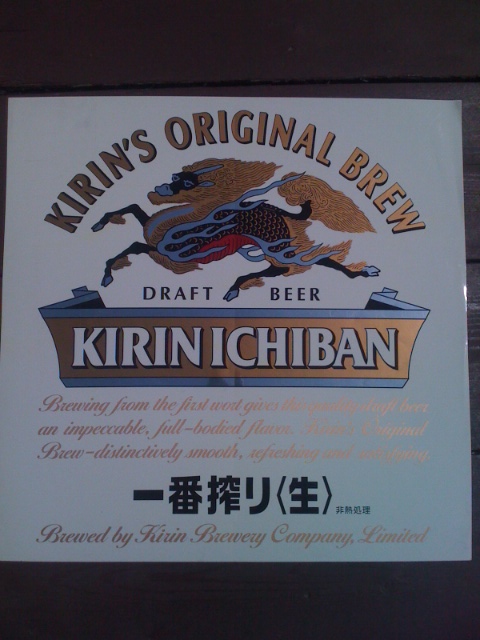 KIRIN'S ORIGINAL BREW
DRAFT BEER
KIRIN ICHIBAN
Brewing from the first wort gives this quality draft beer
an impeccable, full-bodied flavor. Kirin's Original
Brew-distinctively smooth, refreshing and satisfying.
一番搾り〈生〉非熱処理
Brewed by Kirin Brewery Company, Limited